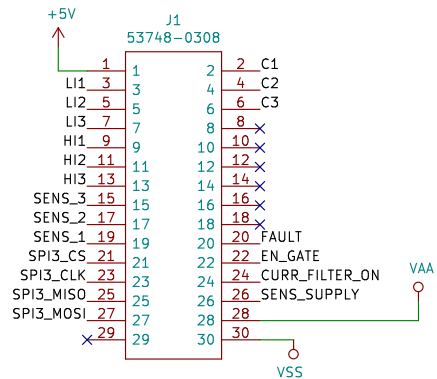 +5V
J1
53748-0308
1 1 2 2 C1
LI1 3 3 4 4 C2
LI2 5 5 6 6 C3
LI3 7 7 8 8
HI1 9 9 10 10
HI2 11 11 12 12
HI3 13 13 14 14
SENS_3 15 15 16 16
SENS_2 17 17 18 18
SENS_1 19 19 20 20 FAULT
SPI3_CS 21 21 22 22 EN_GATE
SPI3_CLK 23 23 24 24 CURR_FILTER_ON
SPI3_MISO 25 25 26 26 SENS_SUPPLY
SPI3_MOSI 27 27 28 28
29 29 30 30
VAA
VSS